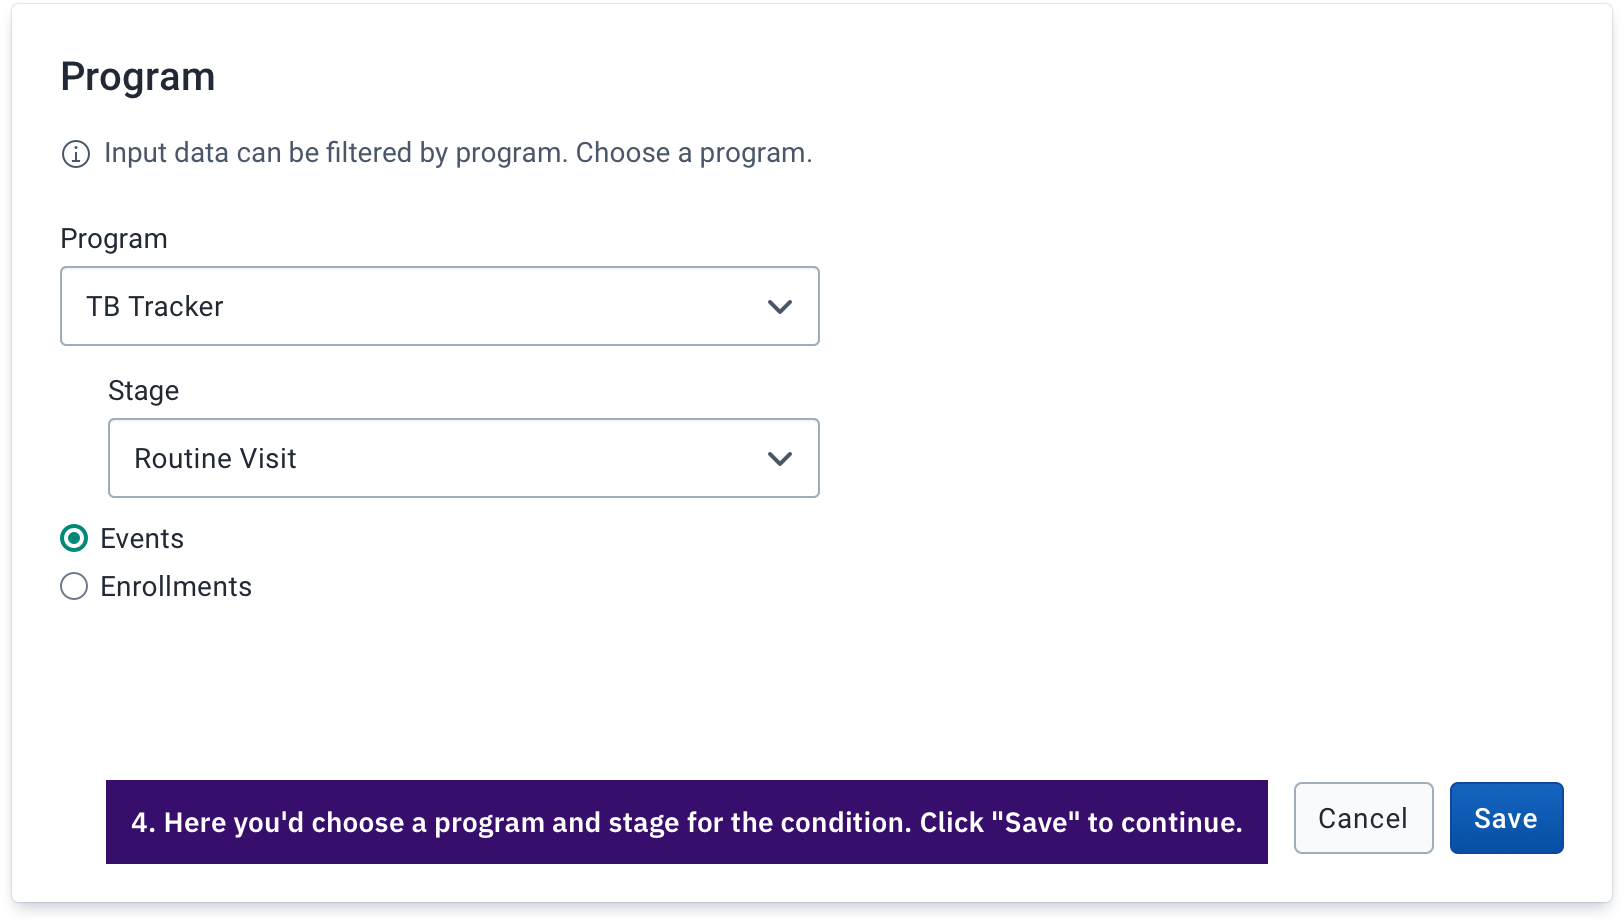 Program
Input data can be filtered by program. Choose a program.
Program
TB Tracker
Stage
Routine Visit
Events
Enrollments
4. Here you'd choose a program and stage for the condition. Click "Save" to continue.
Cancel
Save